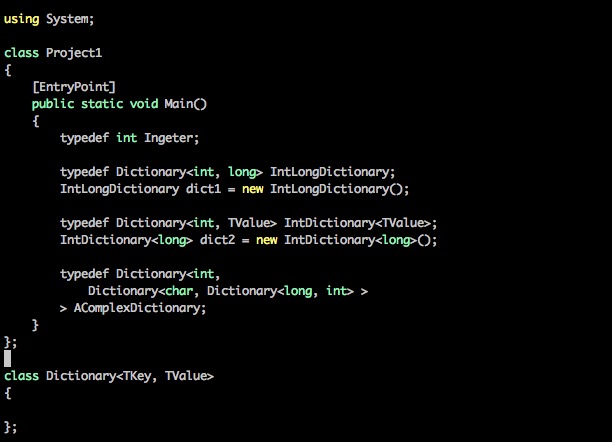 using System;
class Project1
{
[EntryPoint]
public static void Main()
{
typedef int Ingeter;
typedef Dictionary<int, long> IntLongDictionary;
IntLongDictionary dict1 = new IntLongDictionary();
typedef Dictionary<int, TValue> IntDictionary<TValue>;
IntDictionary<long> dict2 = new IntDictionary<long>();
typedef Dictionary<int,
Dictionary<char, Dictionary<long, int> >
> AComplexDictionary;
}
};
class Dictionary<TKey, TValue>
{
};